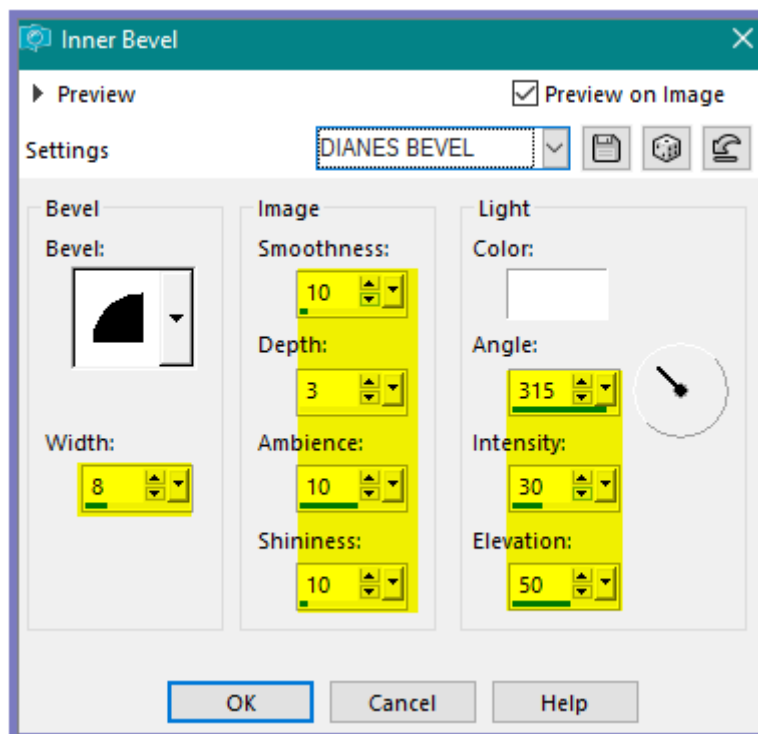 Inner Bevel
Preview
Preview on Image
Settings
DIANES BEVEL
Bevel
Bevel:
Width:
8
Image
Smoothness:
10
Depth:
3
Ambience:
10
Shininess:
10
Light
Color:
Angle:
315
Intensity:
30
Elevation:
50
OK
Cancel
Help